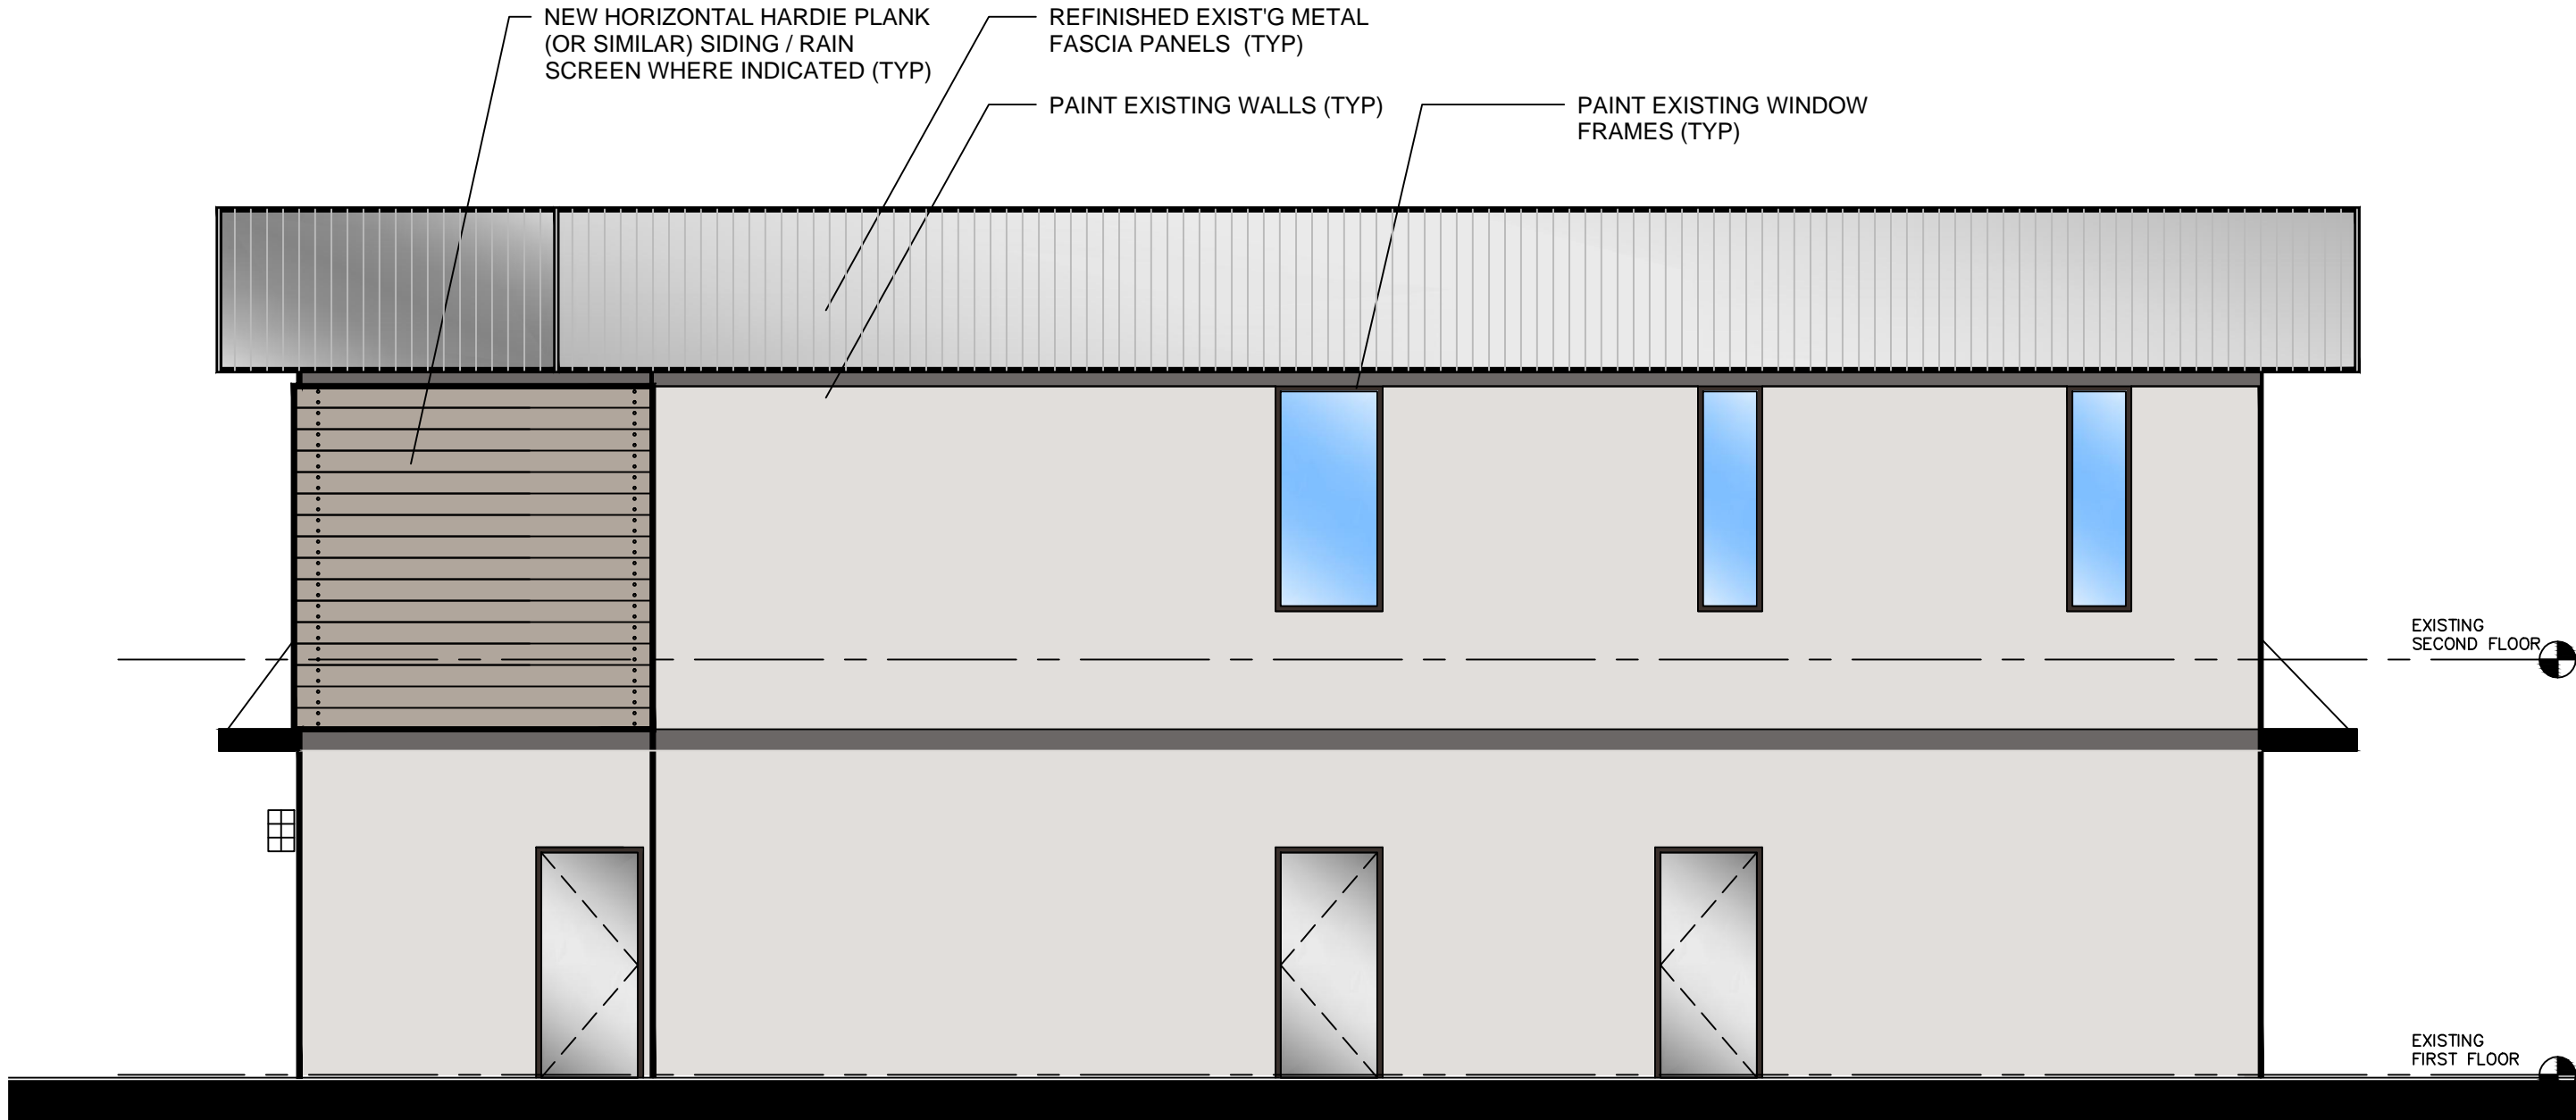 NEW HORIZONTAL HARDIE PLANK
(OR SIMILAR) SIDING / RAIN
SCREEN WHERE INDICATED (TYP)
REFINISHED EXIST'G METAL
FASCIA PANELS (TYP)
PAINT EXISTING WALLS (TYP)
PAINT EXISTING WINDOW
FRAMES (TYP)
EXISTING
SECOND FLOOR
EXISTING
FIRST FLOOR